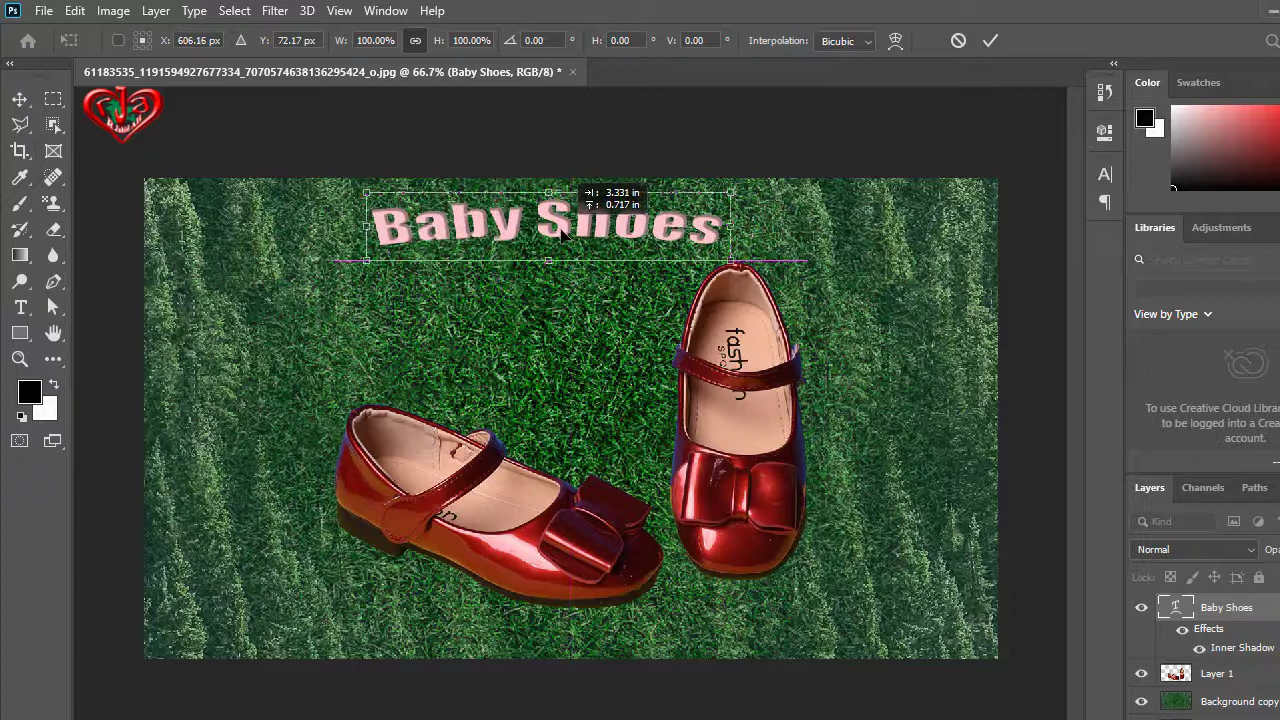 Ps File Edit Image Layer Type Select Filter 3D View Window Help
X: 606.16 px Y: 72.17 px W: 100.00% H: 100.00% 0.00 ° H: 0.00 ° V: 0.00 ° Interpolation: Bicubic
61183535_1191594927677334_7070574638136295424_o.jpg @ 66.7% (Baby Shoes, RGB/8) * ×
Color Swatches
rja
3.331 in
0.717 in
Baby Shoes
Libraries Adjustments
View by Type
fash
n
To use Creative Cloud Librar
to be logged into a Crea
account.
Layers Channels Paths
Kind
Normal Opa
Lock:
Baby Shoes
Effects
Inner Shadow
Layer 1
Background copy